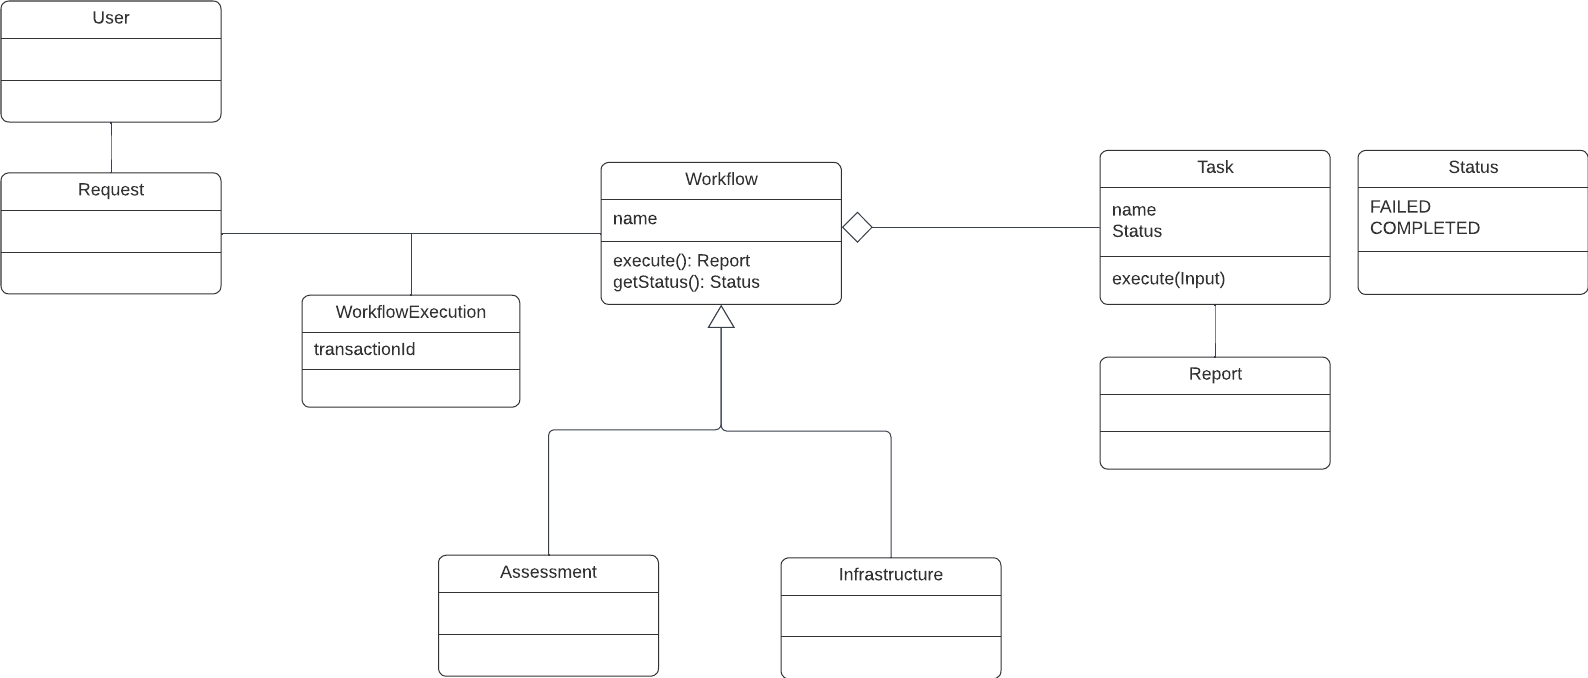 User
Request
WorkflowExecution
transactionId
Workflow
name
execute(): Report
getStatus(): Status
Assessment
Infrastructure
Task
name
Status
execute(Input)
Report
Status
FAILED
COMPLETED